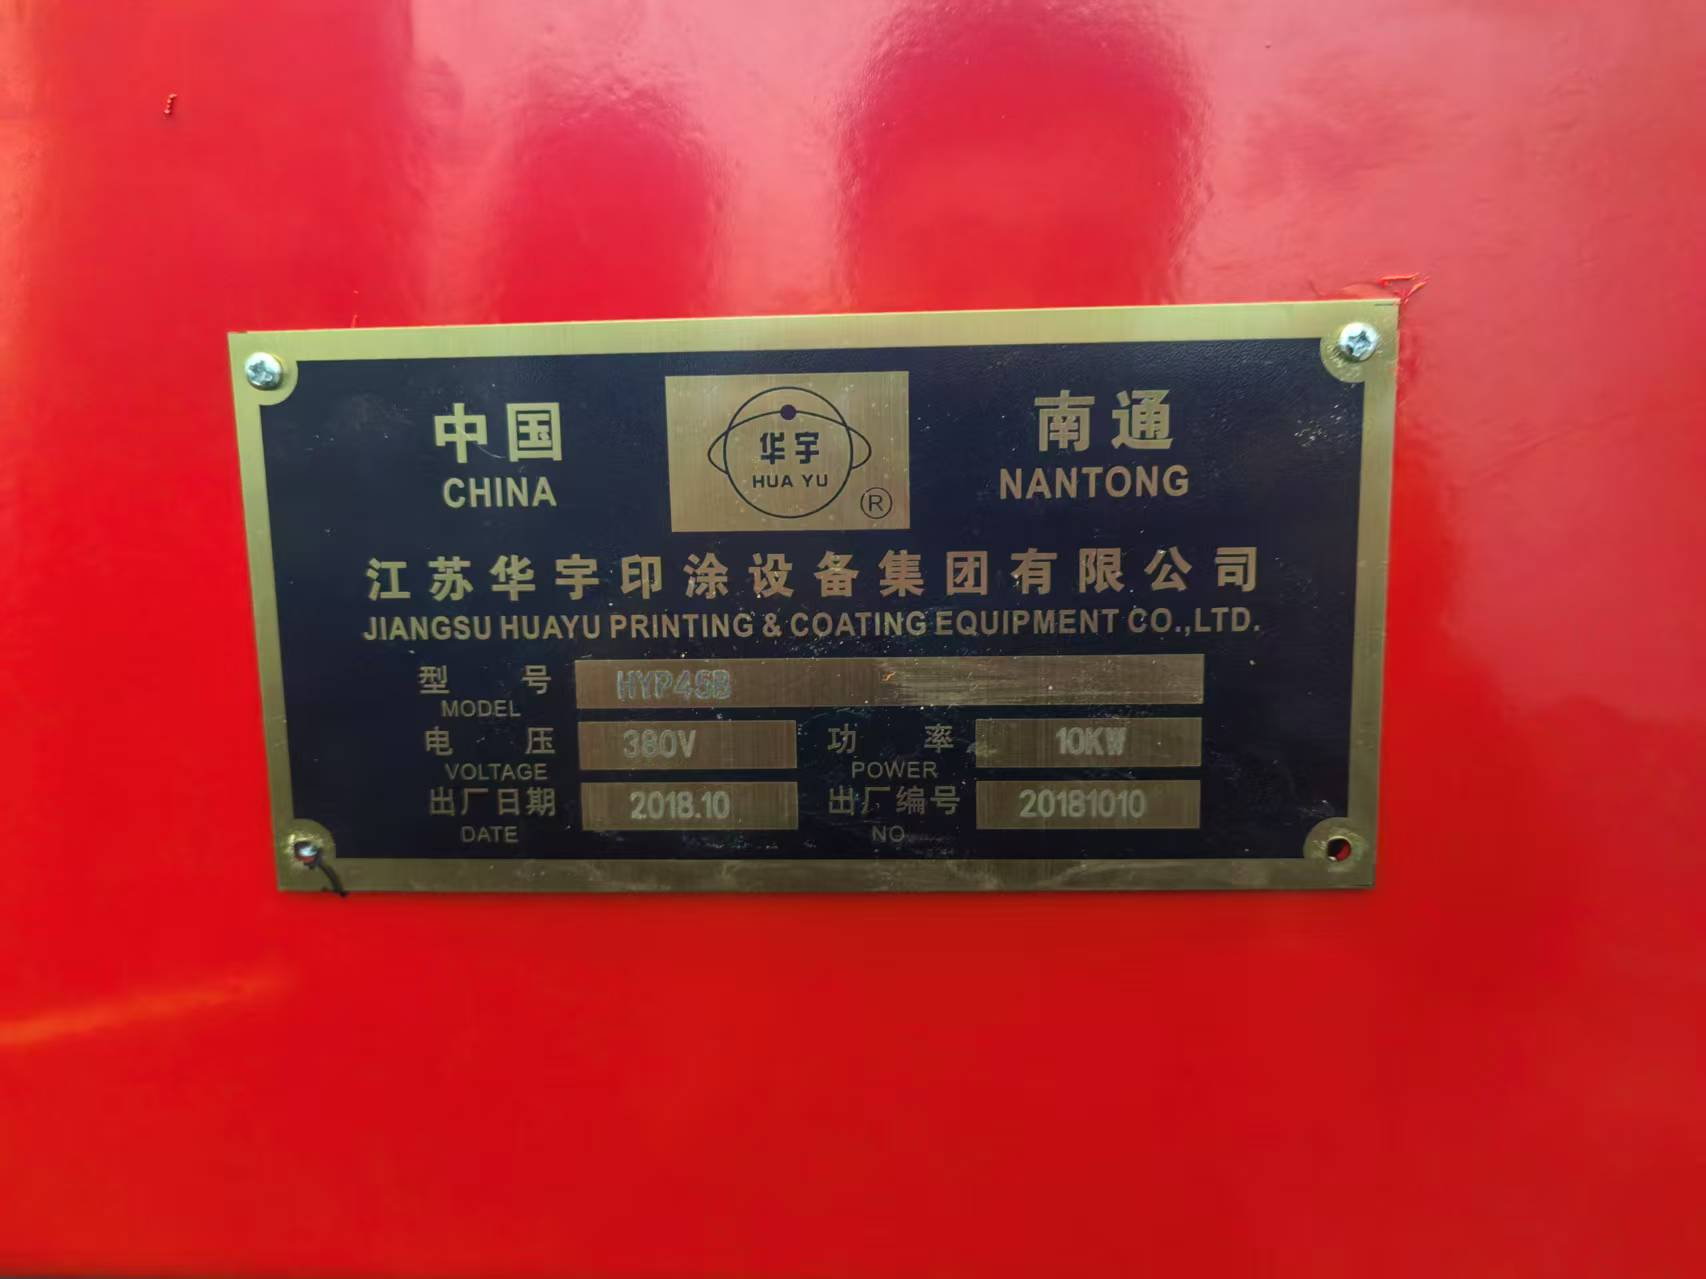 中国 华宇 南通
CHINA HUA YU ® NANTONG
江苏华宇印涂设备集团有限公司
JIANGSU HUAYU PRINTING & COATING EQUIPMENT CO.,LTD.
型号 HYP45B
MODEL
电压 380V 功率 10KW
VOLTAGE POWER
出厂日期 2018.10 出厂编号 20181010
DATE NO